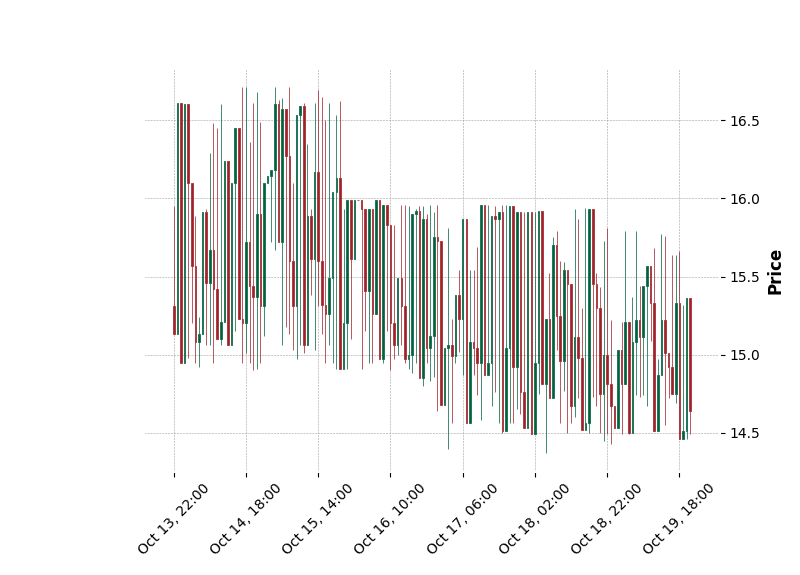 16.5
16.0
15.5
15.0
14.5
Price
Oct 13, 22:00
Oct 14, 18:00
Oct 15, 14:00
Oct 16, 10:00
Oct 17, 06:00
Oct 18, 02:00
Oct 18, 22:00
Oct 19, 18:00